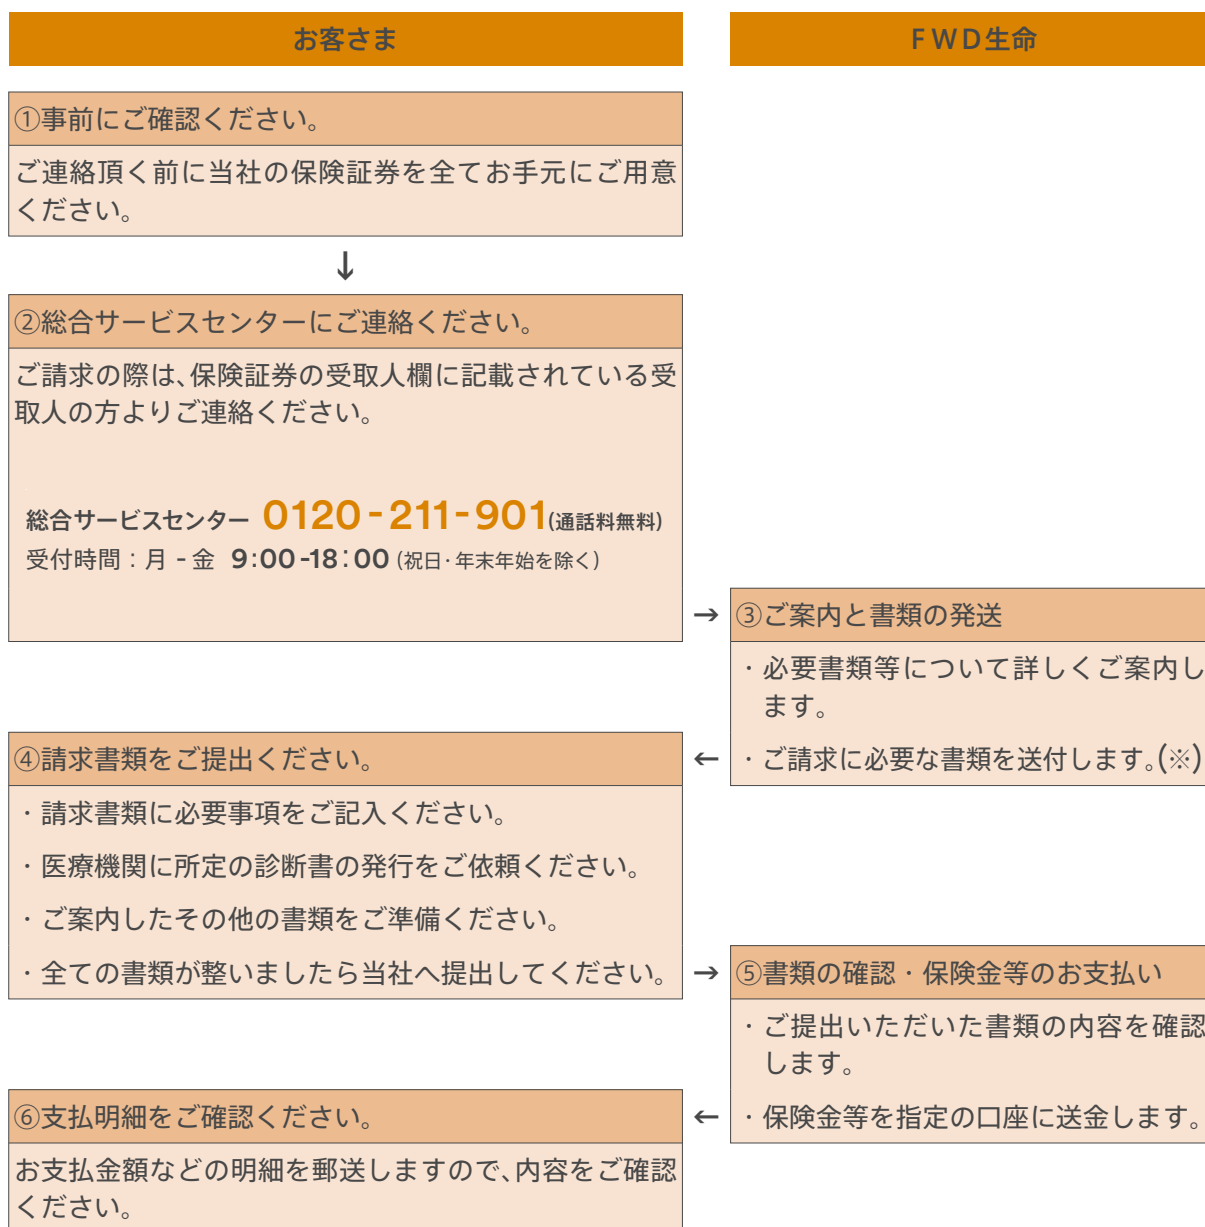 お客さま
FWD生命
①事前にご確認ください。
ご連絡頂く前に当社の保険証券を全てお手元にご用意
ください。
↓
②総合サービスセンターにご連絡ください。
ご請求の際は、保険証券の受取人欄に記載されている受
取人の方よりご連絡ください。
総合サービスセンター 0120-211-901(通話料無料)
受付時間：月-金 9:00-18:00(祝日・年末年始を除く)
→
③ご案内と書類の発送
・必要書類等について詳しくご案内し
ます。
・ご請求に必要な書類を送付します。(※)
←
④請求書類をご提出ください。
・請求書類に必要事項をご記入ください。
・医療機関に所定の診断書の発行をご依頼ください。
・ご案内したその他の書類をご準備ください。
・全ての書類が整いましたら当社へ提出してください。
→
⑤書類の確認・保険金等のお支払い
・ご提出いただいた書類の内容を確認
します。
・保険金等を指定の口座に送金します。
←
⑥支払明細をご確認ください。
お支払金額などの明細を郵送しますので、内容をご確認
ください。